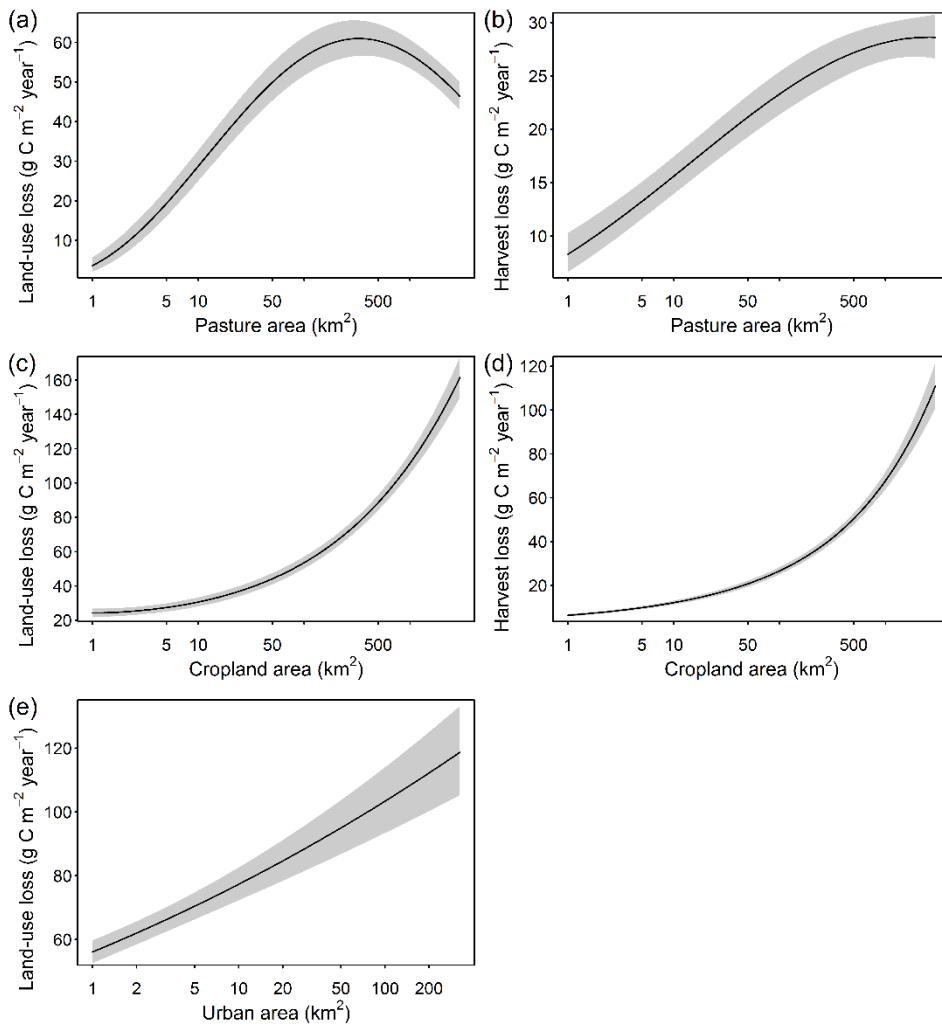 (a)
Land-use loss (g C m⁻² year⁻¹)
60
50
40
30
20
10
1 5 10 50 500
Pasture area (km²)
(b)
Harvest loss (g C m⁻² year⁻¹)
30
25
20
15
10
1 5 10 50 500
Pasture area (km²)
(c)
Land-use loss (g C m⁻² year⁻¹)
160
140
120
100
80
60
40
20
1 5 10 50 500
Cropland area (km²)
(d)
Harvest loss (g C m⁻² year⁻¹)
120
100
80
60
40
20
1 5 10 50 500
Cropland area (km²)
(e)
Land-use loss (g C m⁻² year⁻¹)
120
100
80
60
1 2 5 10 20 50 100 200
Urban area (km²)